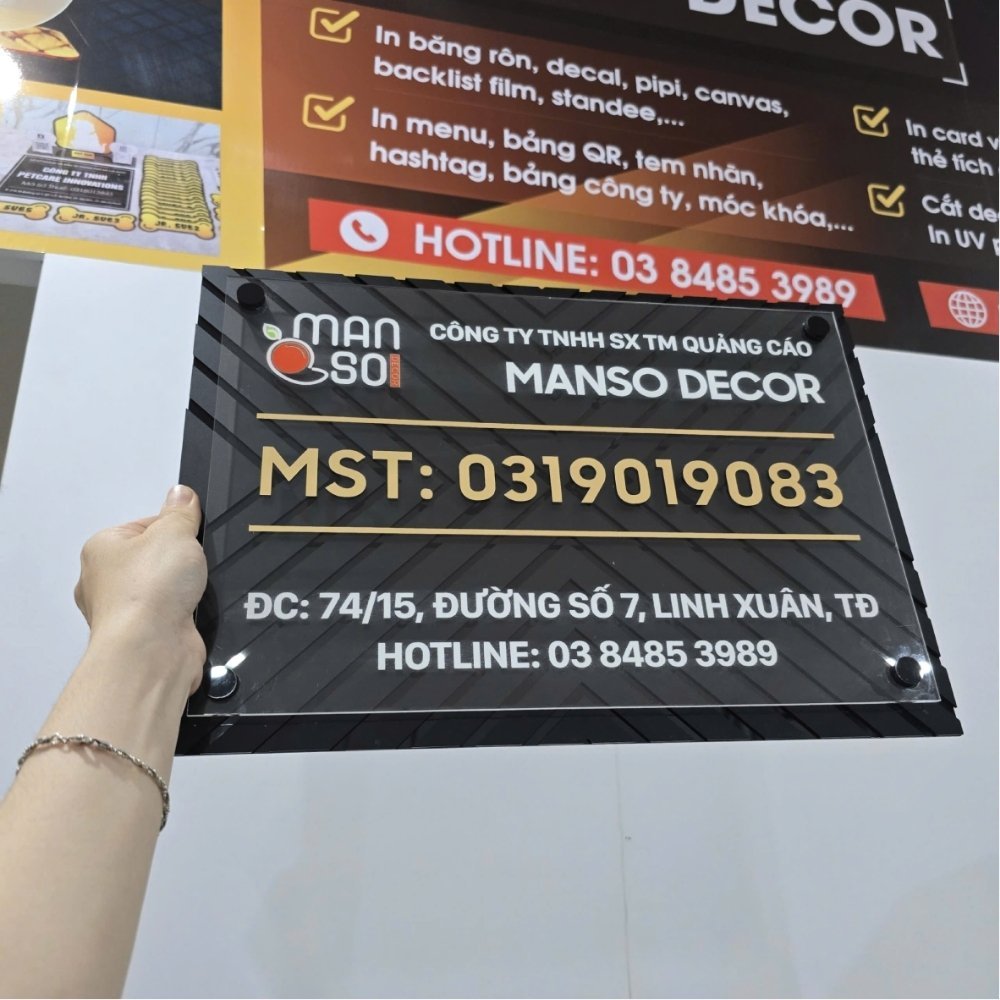 DECOR
In băng rôn, decal, pipi, canvas,
backlist film, standee,...
In menu, bảng QR, tem nhãn,
hashtag, bảng công ty, móc khóa,...
In card
thẻ tích
Cắt
In UV
HOTLINE: 03 8485 3989
CÔNG TY TNHH
PETCARE INNOVATIONS
MAN
SO
DECOR
CÔNG TY TNHH SX TM QUẢNG CÁO
MANSO DECOR
MST: 0319019083
ĐC: 74/15, ĐƯỜNG SỐ 7, LINH XUÂN, TĐ
HOTLINE: 03 8485 3989